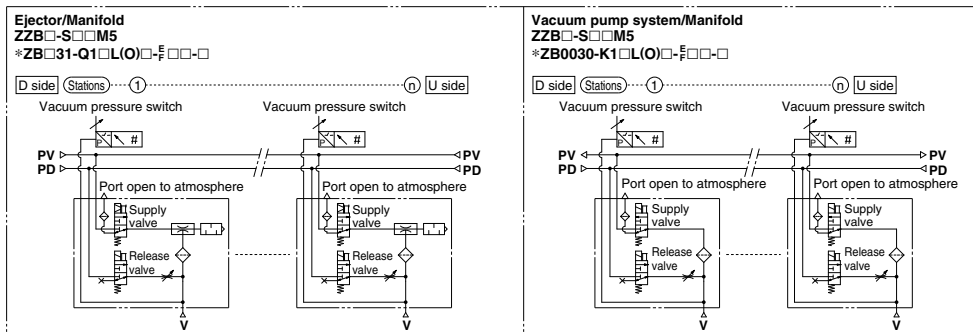 Ejector/Manifold
ZZB□-S□□M5
*ZB□31-Q1□L(O)□-E/F□□-□
D side Stations 1 n U side
Vacuum pressure switch Vacuum pressure switch
P # P #
PV PV
PD PD
Port open to atmosphere Port open to atmosphere
Supply valve Supply valve
Release valve Release valve
V V
Vacuum pump system/Manifold
ZZB□-S□□M5
*ZB0030-K1□L(O)□-E/F□□-□
D side Stations 1 n U side
Vacuum pressure switch Vacuum pressure switch
P # P #
PV PV
PD PD
Port open to atmosphere Port open to atmosphere
Supply valve Supply valve
Release valve Release valve
V V